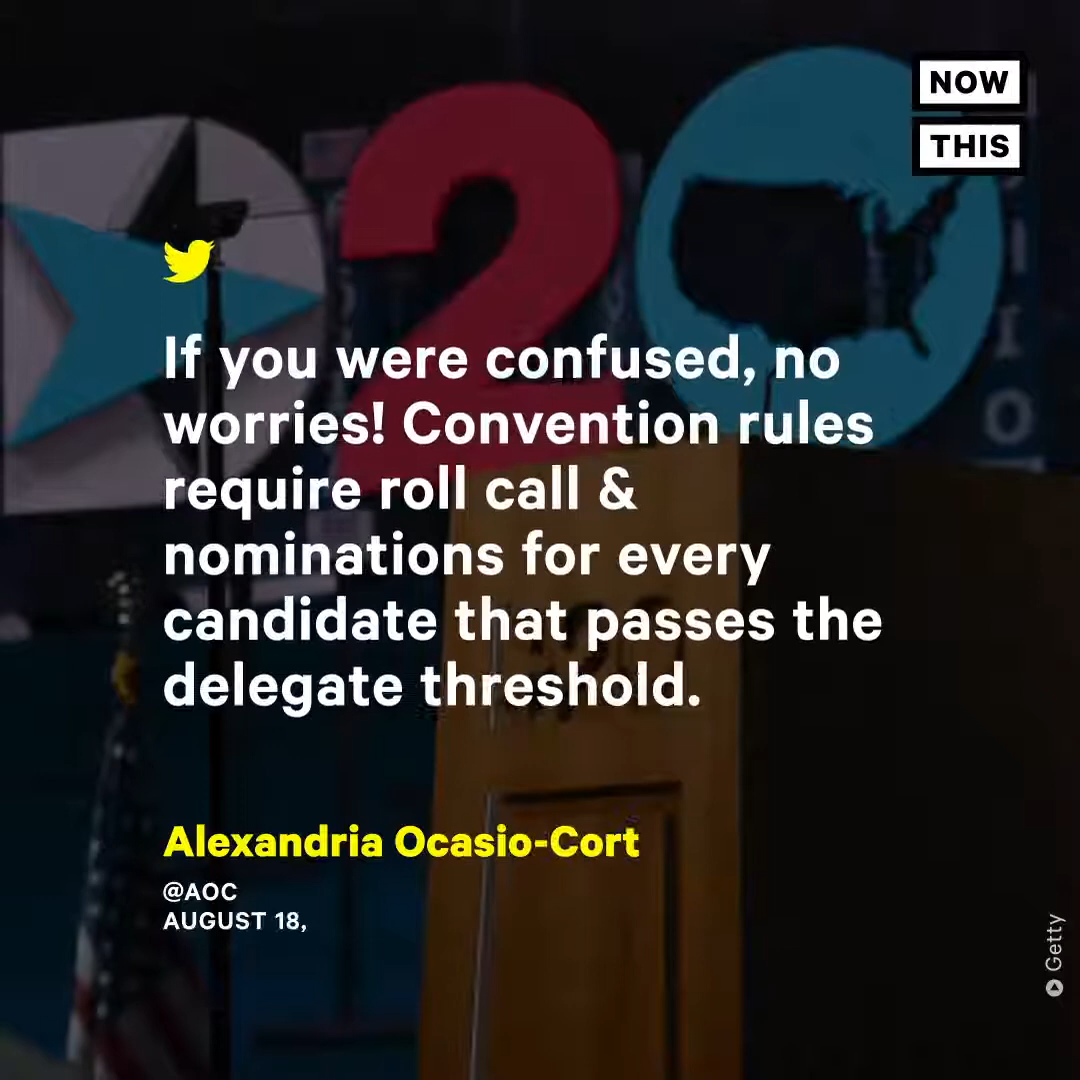 NOW
THIS
2
If you were confused, no
worries! Convention rules
require roll call &
nominations for every
candidate that passes the
delegate threshold.
Alexandria Ocasio-Cort
@AOC
AUGUST 18,
Getty